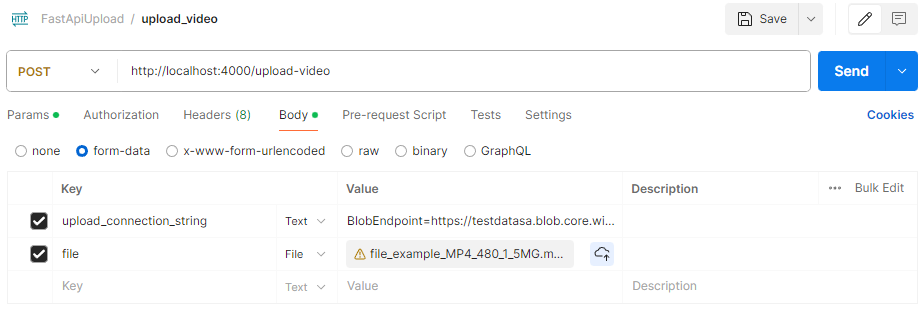 HTTP FastApiUpload / upload_video Save
POST http://localhost:4000/upload-video Send
Params Authorization Headers (8) Body Pre-request Script Tests Settings Cookies
none form-data x-www-form-urlencoded raw binary GraphQL
Key Value Description ••• Bulk Edit
upload_connection_string Text BlobEndpoint=https://testdatasa.blob.core.wi...
file File file_example_MP4_480_1_5MG.m...
Key Text Value Description